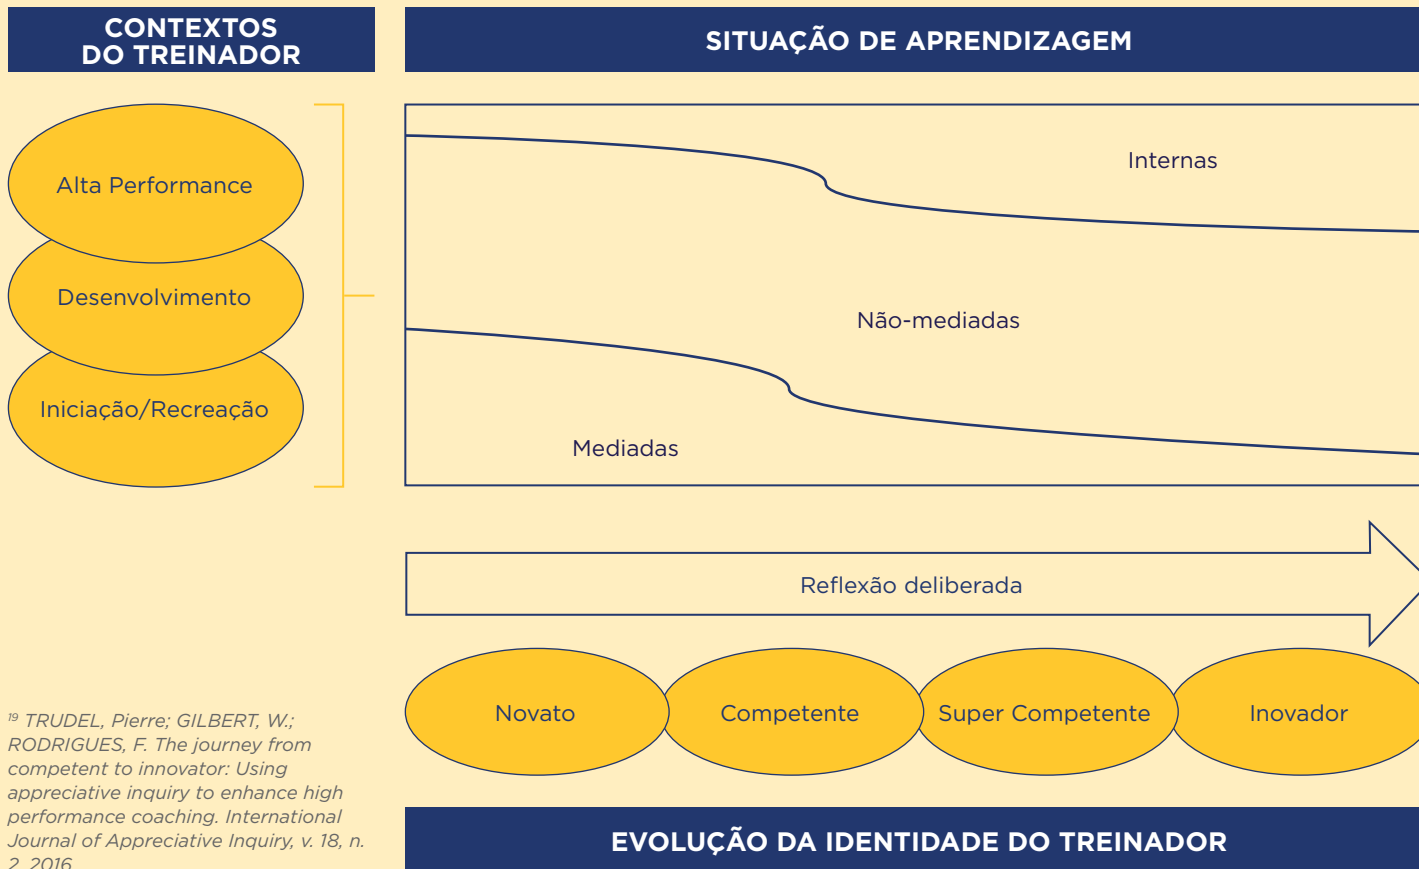 CONTEXTOS
DO TREINADOR
SITUAÇÃO DE APRENDIZAGEM
Alta Performance
Desenvolvimento
Iniciação/Recreação
Internas
Não-mediadas
Mediadas
Reflexão deliberada
Novato
Competente
Super Competente
Inovador
EVOLUÇÃO DA IDENTIDADE DO TREINADOR
¹⁹ TRUDEL, Pierre; GILBERT, W.;
RODRIGUES, F. The journey from
competent to innovator: Using
appreciative inquiry to enhance high
performance coaching. International
Journal of Appreciative Inquiry, v. 18, n.
2, 2016